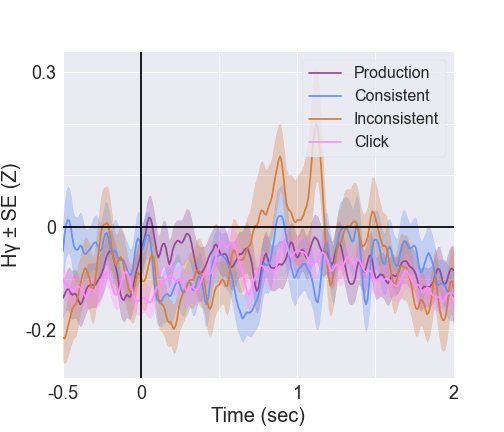 Production
Consistent
Inconsistent
Click
0.3
0
-0.2
Hγ ± SE (Z)
-0.5
0
1
2
Time (sec)